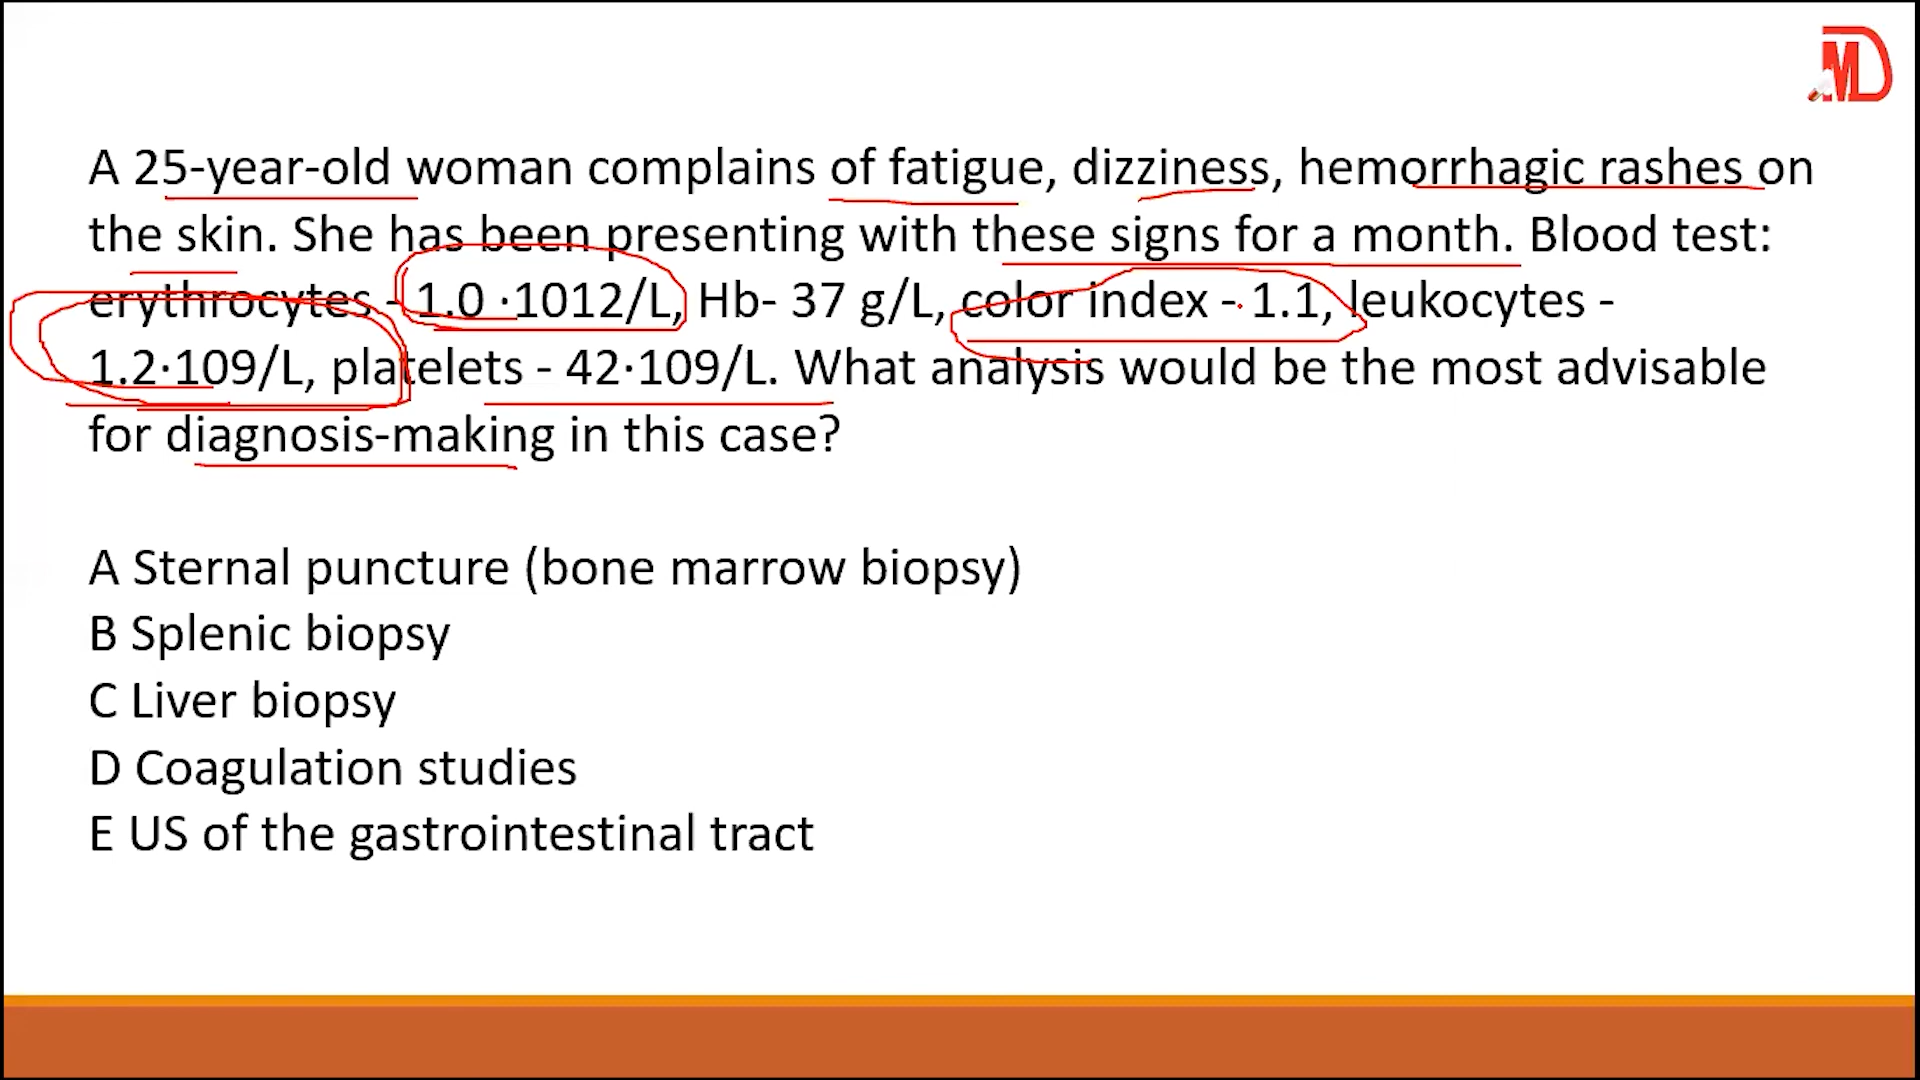 MD
A 25-year-old woman complains of fatigue, dizziness, hemorrhagic rashes on
the skin. She has been presenting with these signs for a month. Blood test:
erythrocytes - 1.0 ·1012/L, Hb- 37 g/L, color index - 1.1, leukocytes -
1.2·109/L, platelets - 42·109/L. What analysis would be the most advisable
for diagnosis-making in this case?
A Sternal puncture (bone marrow biopsy)
B Splenic biopsy
C Liver biopsy
D Coagulation studies
E US of the gastrointestinal tract